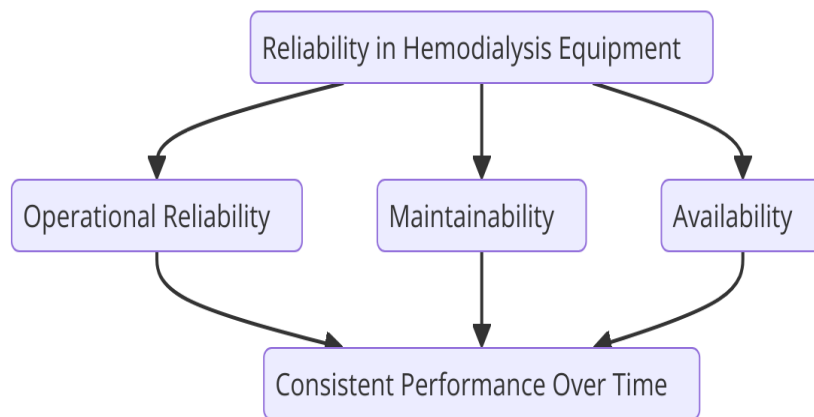 Reliability in Hemodialysis Equipment
Operational Reliability
Maintainability
Availability
Consistent Performance Over Time